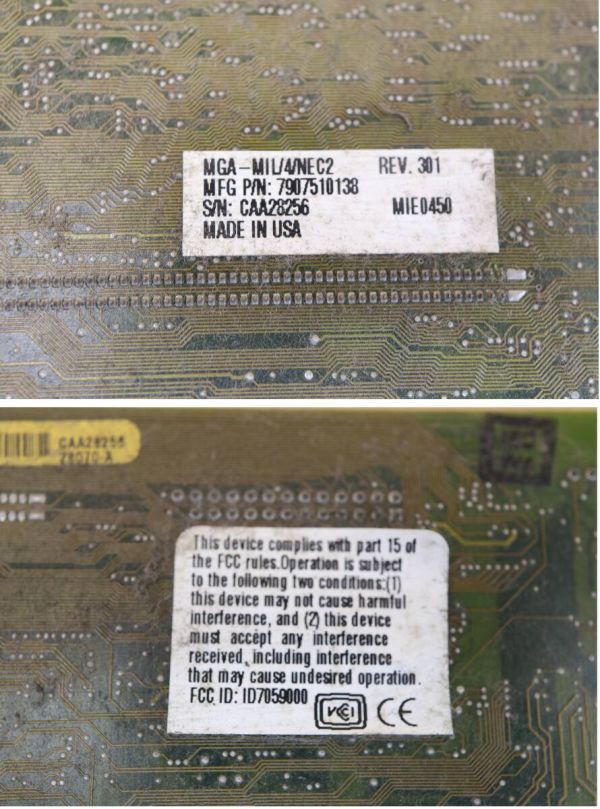 MGA-MIL/4/NEC2 REV. 301
MFG P/N: 7907510138
S/N: CAA28256 MIE0450
MADE IN USA
CAA28256
Z8070-A
This device complies with part 15 of
the FCC rules.Operation is subject
to the following two conditions:(1)
this device may not cause harmful
interference, and (2) this device
must accept any interference
received, including interference
that may cause undesired operation.
FCC ID: ID7059000 VCI CE